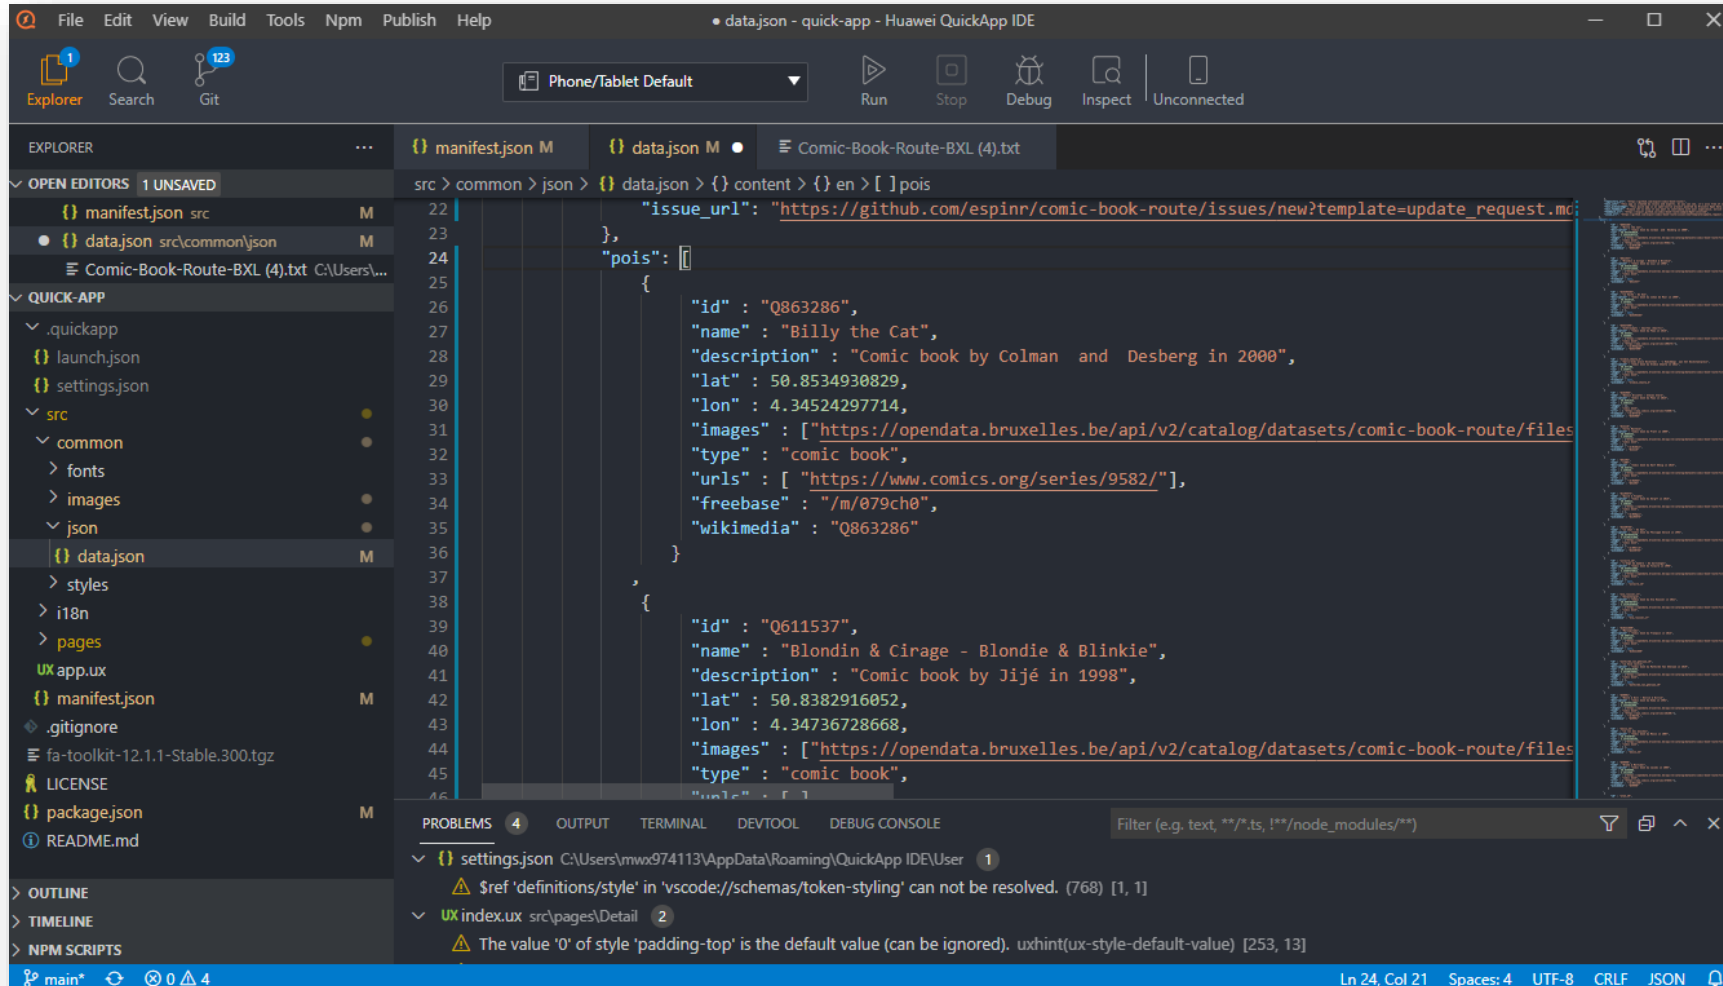 File Edit View Build Tools Npm Publish Help
● data.json - quick-app - Huawei QuickApp IDE
1
123
Explorer Search Git
Phone/Tablet Default
Run Stop Debug Inspect Unconnected
EXPLORER ...
{} manifest.json M {} data.json M ● Comic-Book-Route-BXL (4).txt
OPEN EDITORS 1 UNSAVED
src > common > json > {} data.json > {} content > {} en > [ ] pois
{} manifest.json src M
● {} data.json src\common\json M
Comic-Book-Route-BXL (4).txt C:\Users\...
QUICK-APP
.quickapp
{} launch.json
{} settings.json
src
common
fonts
images
json
{} data.json M
styles
i18n
pages
UX app.ux
{} manifest.json M
.gitignore
fa-toolkit-12.1.1-Stable.300.tgz
LICENSE
{} package.json M
README.md
OUTLINE
TIMELINE
NPM SCRIPTS
22 "issue_url": "https://github.com/espinr/comic-book-route/issues/new?template=update_request.md
23 },
24 "pois": [
25 {
26 "id" : "Q863286",
27 "name" : "Billy the Cat",
28 "description" : "Comic book by Colman  and  Desberg in 2000",
29 "lat" : 50.8534930829,
30 "lon" : 4.34524297714,
31 "images" : ["https://opendata.bruxelles.be/api/v2/catalog/datasets/comic-book-route/files
32 "type" : "comic book",
33 "urls" : [ "https://www.comics.org/series/9582/"],
34 "freebase" : "/m/079ch0",
35 "wikimedia" : "Q863286"
36 }
37 ,
38 {
39 "id" : "Q611537",
40 "name" : "Blondin & Cirage - Blondie & Blinkie",
41 "description" : "Comic book by Jijé in 1998",
42 "lat" : 50.8382916052,
43 "lon" : 4.34736728668,
44 "images" : ["https://opendata.bruxelles.be/api/v2/catalog/datasets/comic-book-route/files
45 "type" : "comic book",
46 "urls" : [ ]
PROBLEMS 4 OUTPUT TERMINAL DEVTOOL DEBUG CONSOLE Filter (e.g. text, **/*.ts, !**/node_modules/**)
{} settings.json C:\Users\mwx974113\AppData\Roaming\QuickApp IDE\User 1
$ref 'definitions/style' in 'vscode://schemas/token-styling' can not be resolved. (768) [1, 1]
UX index.ux src\pages\Detail 2
The value '0' of style 'padding-top' is the default value (can be ignored). uxhint(ux-style-default-value) [253, 13]
main* 0 4 Ln 24, Col 21 Spaces: 4 UTF-8 CRLF JSON